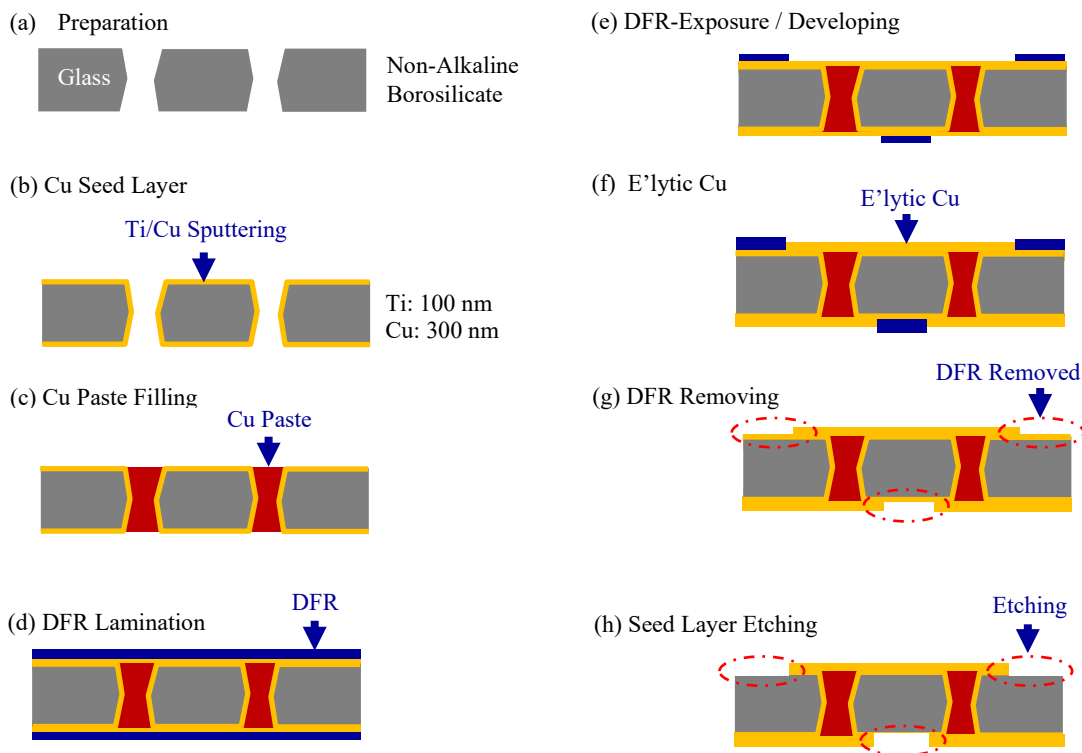 (a) Preparation
Glass
Non-Alkaline
Borosilicate
(b) Cu Seed Layer
Ti/Cu Sputtering
Ti: 100 nm
Cu: 300 nm
(c) Cu Paste Filling
Cu Paste
(d) DFR Lamination
DFR
(e) DFR-Exposure / Developing
(f) E’lytic Cu
E’lytic Cu
(g) DFR Removing
DFR Removed
(h) Seed Layer Etching
Etching